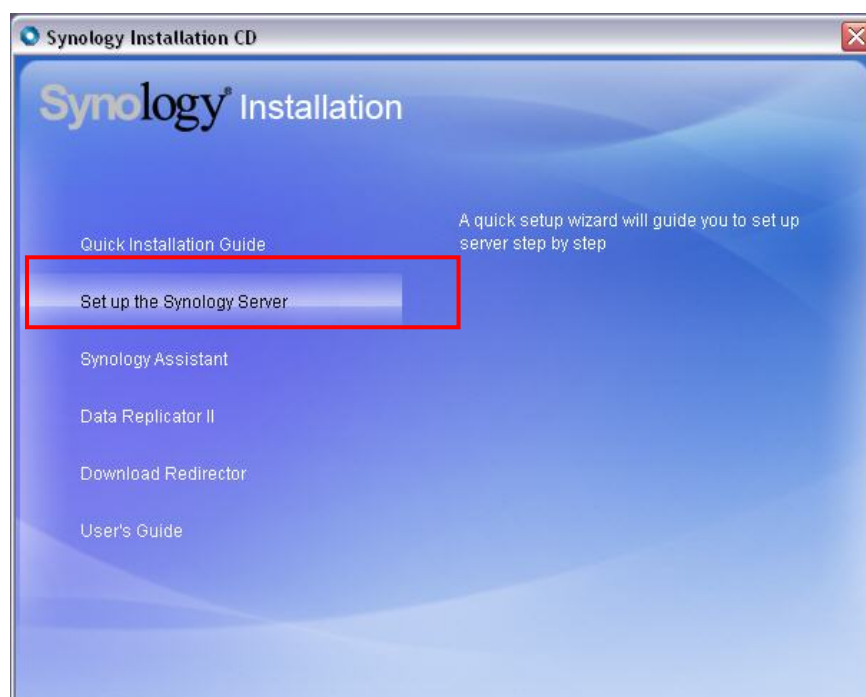 Synology Installation CD
Synology® Installation
Quick Installation Guide
Set up the Synology Server
Synology Assistant
Data Replicator II
Download Redirector
User's Guide
A quick setup wizard will guide you to set up
server step by step